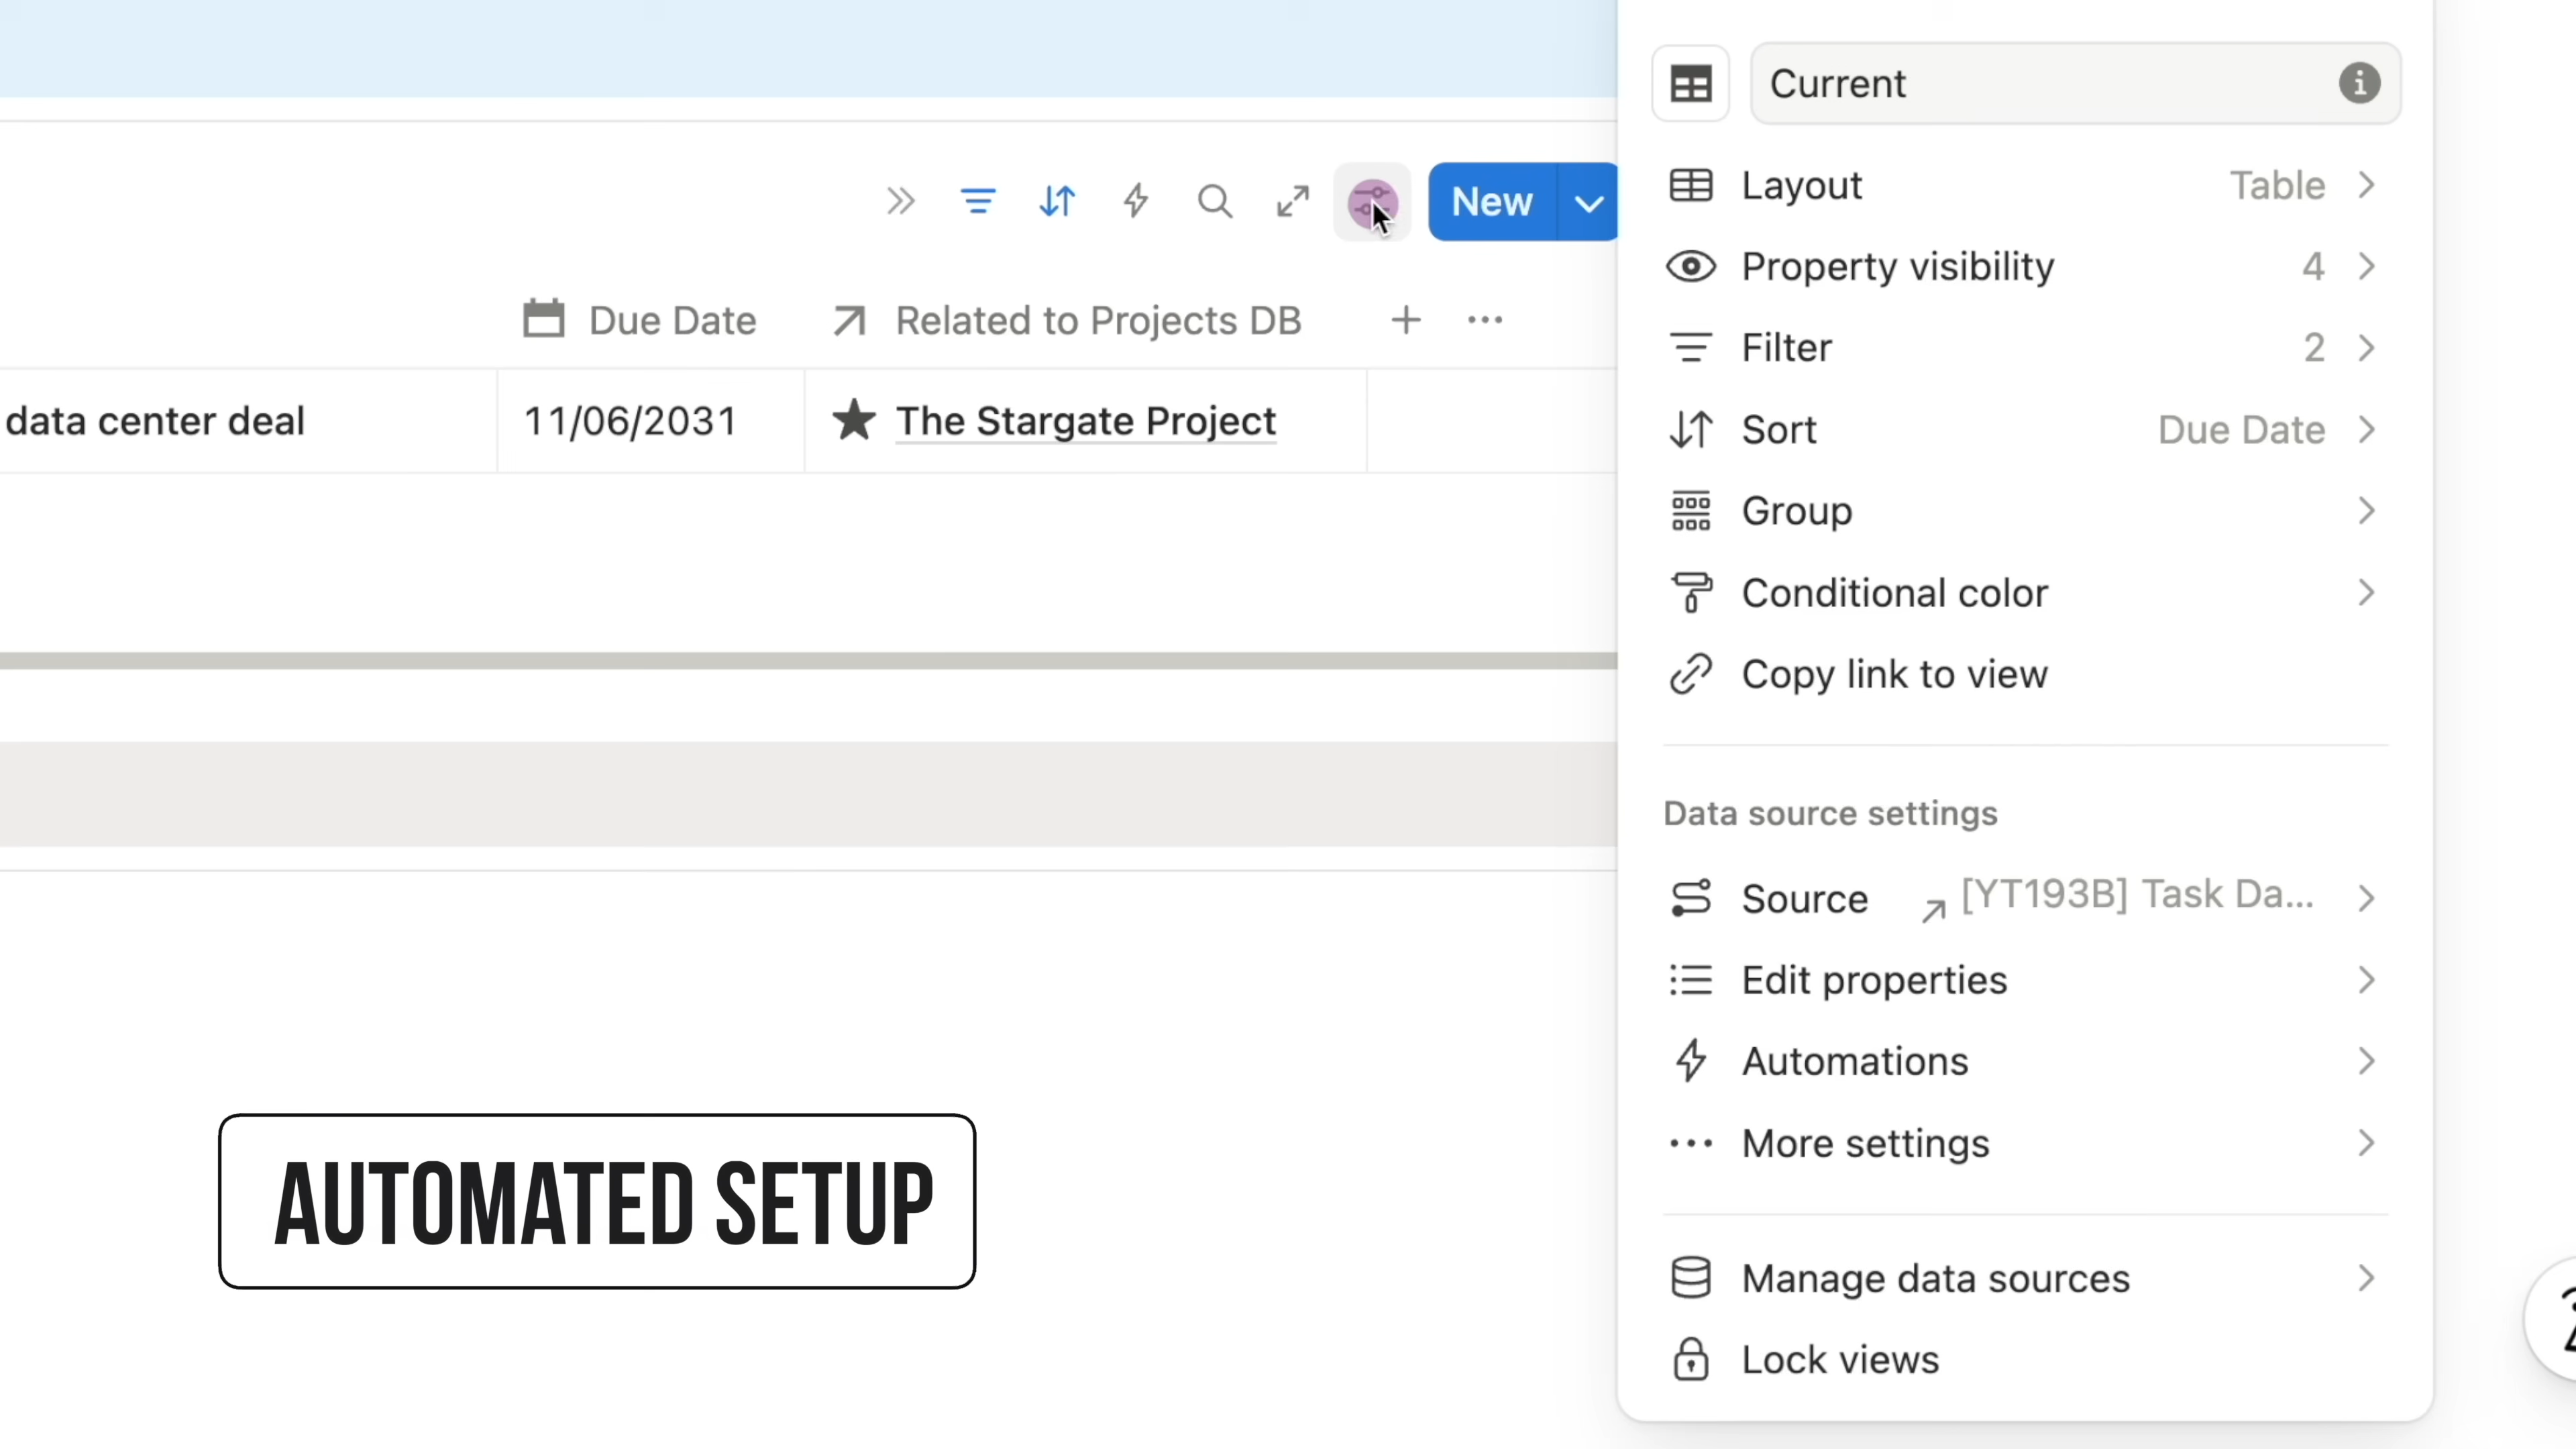 Current
Layout Table
Property visibility 4
Filter 2
Sort Due Date
Group
Conditional color
Copy link to view
Data source settings
Source [YT193B] Task Da...
Edit properties
Automations
More settings
Manage data sources
Lock views
New
Due Date Related to Projects DB
data center deal 11/06/2031 The Stargate Project
AUTOMATED SETUP